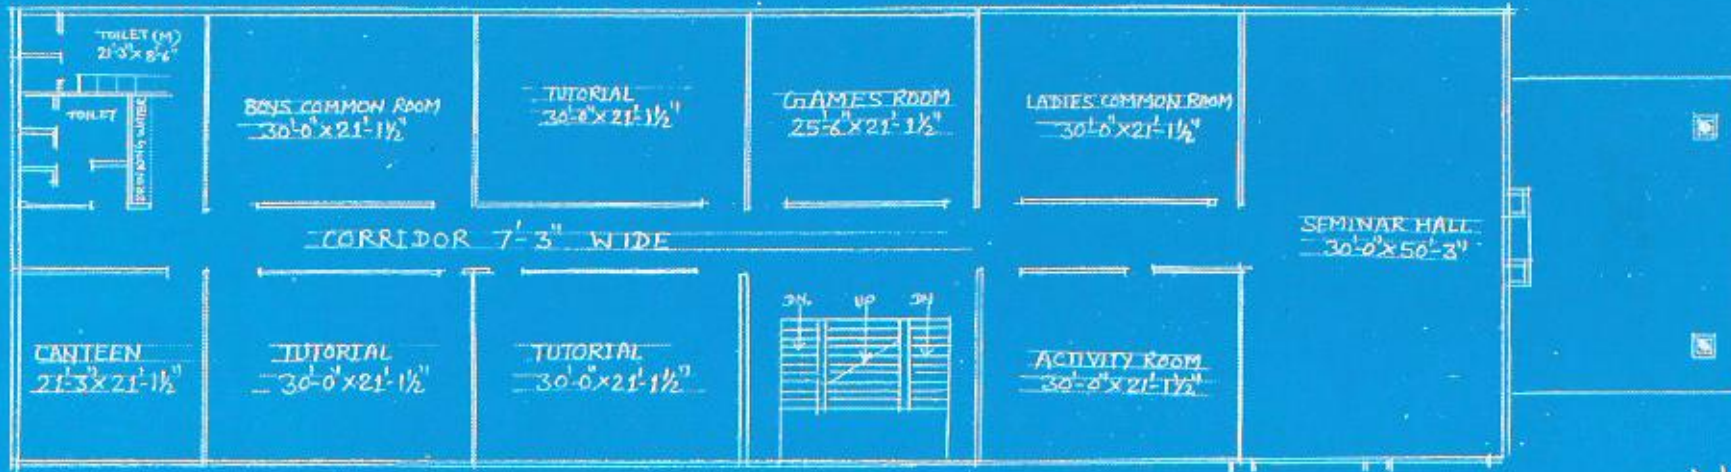 TOILET (M)
21'-3"×8'-6"
TOILET
DRINKING WATER
BOYS COMMON ROOM
30'-0"×21'-1½"
TUTORIAL
30'-0"×21'-1½"
GAMES ROOM
25'-6"×21'-1½"
LADIES COMMON ROOM
30'-0"×21'-1½"
SEMINAR HALL
30'-0"×50'-3"
CORRIDOR 7'-3" WIDE
CANTEEN
21'-3"×21'-1½"
TUTORIAL
30'-0"×21'-1½"
TUTORIAL
30'-0"×21'-1½"
DN. UP DN
ACTIVITY ROOM
30'-0"×21'-1½"